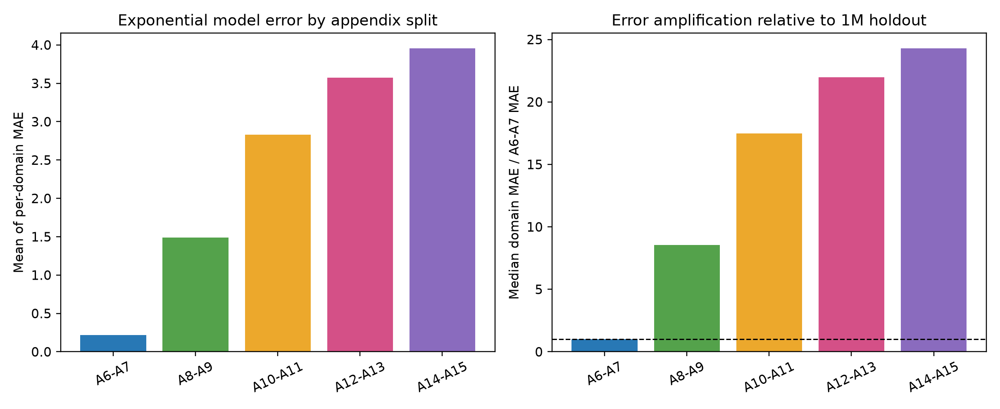 Exponential model error by appendix split
Mean of per-domain MAE
4.0
3.5
3.0
2.5
2.0
1.5
1.0
0.5
0.0
A6-A7
A8-A9
A10-A11
A12-A13
A14-A15
Error amplification relative to 1M holdout
Median domain MAE / A6-A7 MAE
25
20
15
10
5
0
A6-A7
A8-A9
A10-A11
A12-A13
A14-A15